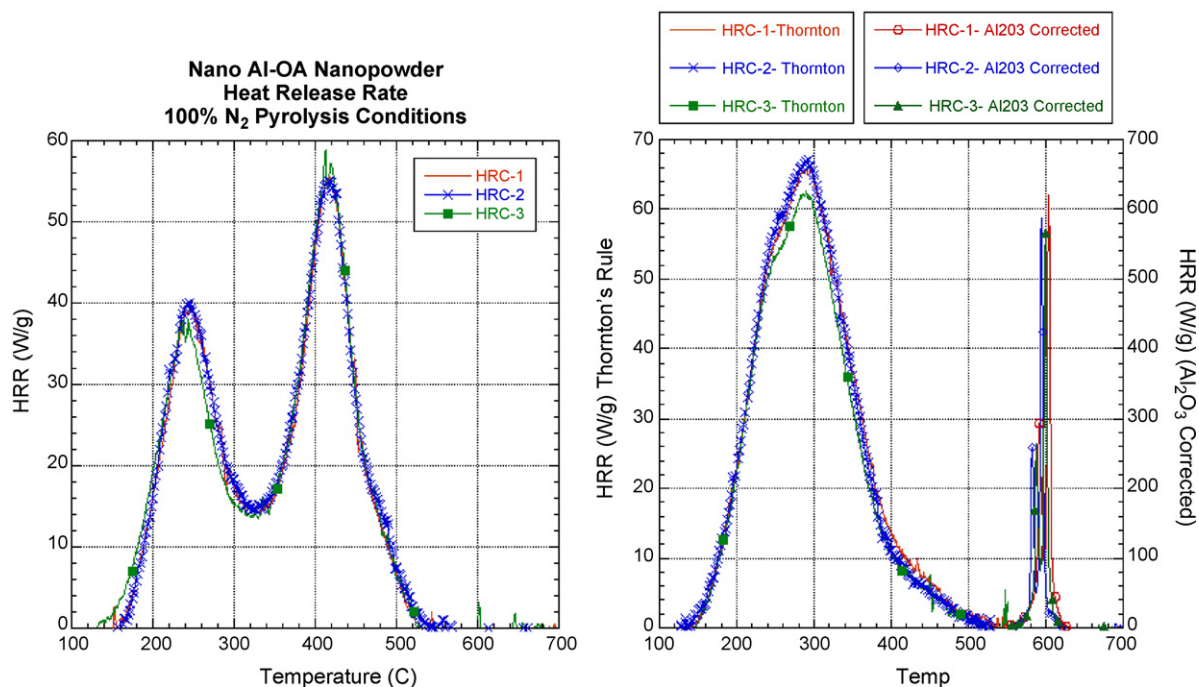 Nano Al-OA Nanopowder
Heat Release Rate
100% N₂ Pyrolysis Conditions
HRR (W/g)
60
50
40
30
20
10
0
HRC-1
HRC-2
HRC-3
100 200 300 400 500 600 700
Temperature (C)
HRC-1-Thornton
HRC-2- Thornton
HRC-3- Thornton
HRC-1- Al203 Corrected
HRC-2- Al203 Corrected
HRC-3- Al203 Corrected
HRR (W/g) Thornton's Rule
70
60
50
40
30
20
10
0
100 200 300 400 500 600 700
Temp
700
600
500
400
300
200
100
0
HRR (W/g) (Al₂O₃ Corrected)